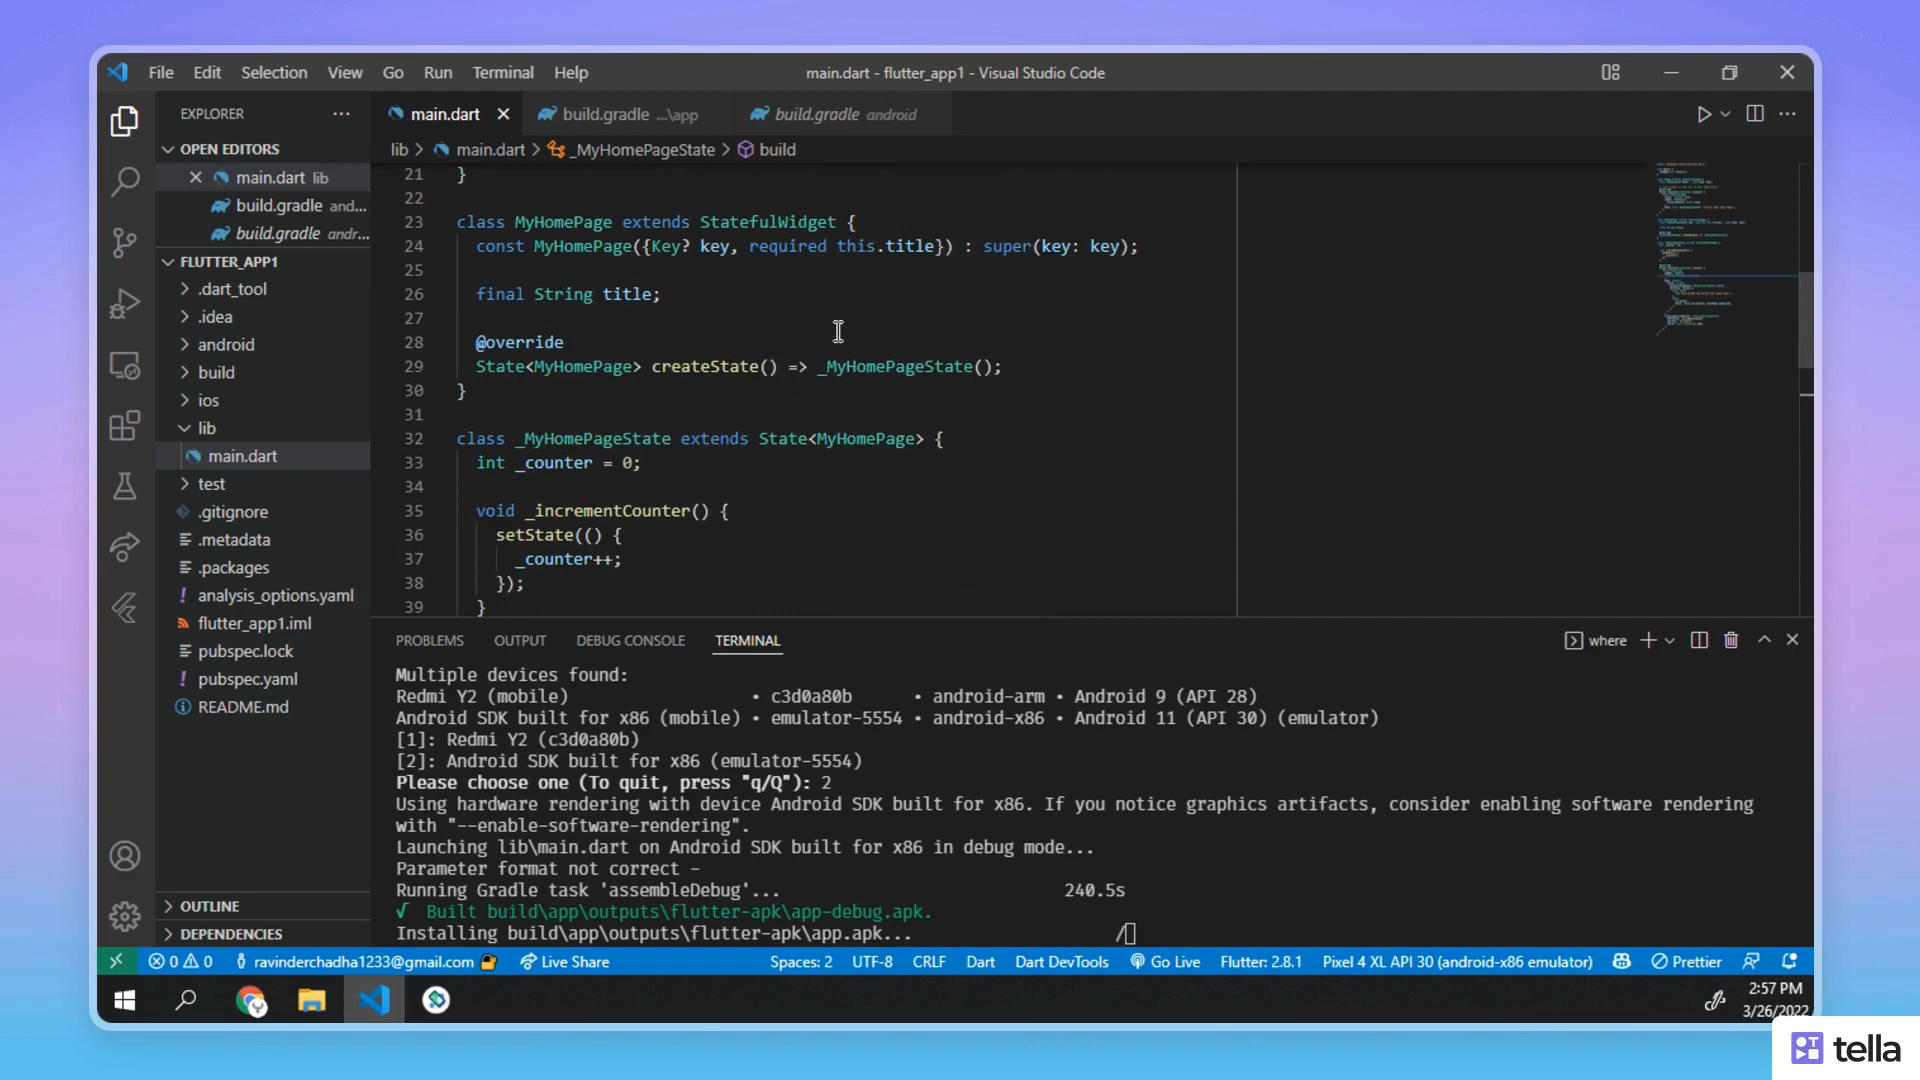 File Edit Selection View Go Run Terminal Help
main.dart - flutter_app1 - Visual Studio Code
EXPLORER
main.dart
build.gradle ...\app
build.gradle android
OPEN EDITORS
lib > main.dart > _MyHomePageState > build
main.dart lib
build.gradle and...
build.gradle andr...
FLUTTER_APP1
.dart_tool
.idea
android
build
ios
lib
main.dart
test
.gitignore
.metadata
.packages
analysis_options.yaml
flutter_app1.iml
pubspec.lock
pubspec.yaml
README.md
OUTLINE
DEPENDENCIES
21 }
22
23 class MyHomePage extends StatefulWidget {
24 const MyHomePage({Key? key, required this.title}) : super(key: key);
25
26 final String title;
27
28 @override
29 State<MyHomePage> createState() => _MyHomePageState();
30 }
31
32 class _MyHomePageState extends State<MyHomePage> {
33 int _counter = 0;
34
35 void _incrementCounter() {
36 setState(() {
37 _counter++;
38 });
39 }
PROBLEMS OUTPUT DEBUG CONSOLE TERMINAL
where
Multiple devices found:
Redmi Y2 (mobile) • c3d0a80b • android-arm • Android 9 (API 28)
Android SDK built for x86 (mobile) • emulator-5554 • android-x86 • Android 11 (API 30) (emulator)
[1]: Redmi Y2 (c3d0a80b)
[2]: Android SDK built for x86 (emulator-5554)
Please choose one (To quit, press "q/Q"): 2
Using hardware rendering with device Android SDK built for x86. If you notice graphics artifacts, consider enabling software rendering
with "--enable-software-rendering".
Launching lib\main.dart on Android SDK built for x86 in debug mode...
Parameter format not correct -
Running Gradle task 'assembleDebug'... 240.5s
√ Built build\app\outputs\flutter-apk\app-debug.apk.
Installing build\app\outputs\flutter-apk\app.apk... /
0 0 ravinderchadha1233@gmail.com Live Share Spaces: 2 UTF-8 CRLF Dart Dart DevTools Go Live Flutter: 2.8.1 Pixel 4 XL API 30 (android-x86 emulator) Prettier
2:57 PM
3/26/2022
tella